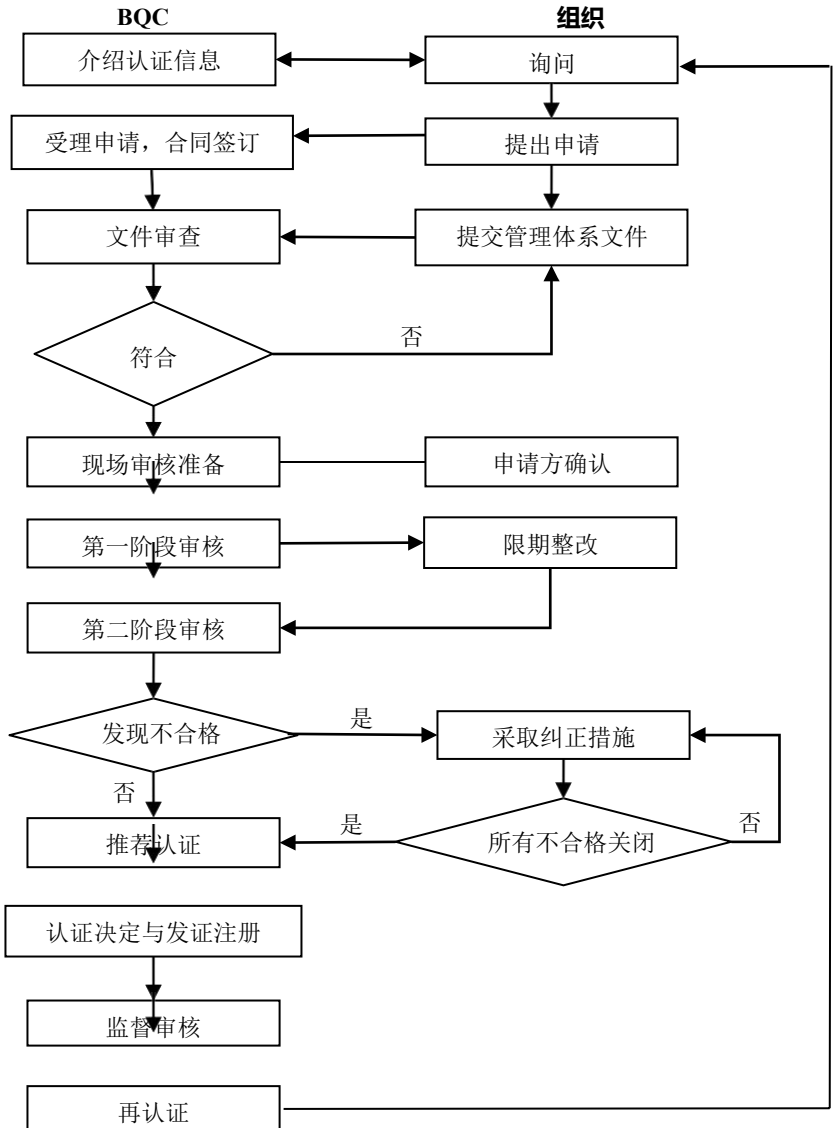 BQC
组织
介绍认证信息
询问
受理申请，合同签订
提出申请
文件审查
提交管理体系文件
符合
否
现场审核准备
申请方确认
第一阶段审核
限期整改
第二阶段审核
发现不合格
是
采取纠正措施
否
推荐认证
是
所有不合格关闭
否
认证决定与发证注册
监督审核
再认证